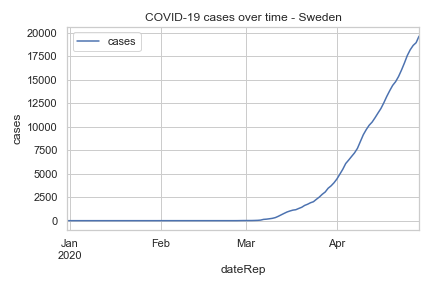 COVID-19 cases over time - Sweden
cases
20000
17500
15000
12500
10000
7500
5000
2500
0
cases
Jan
2020
Feb
Mar
Apr
dateRep